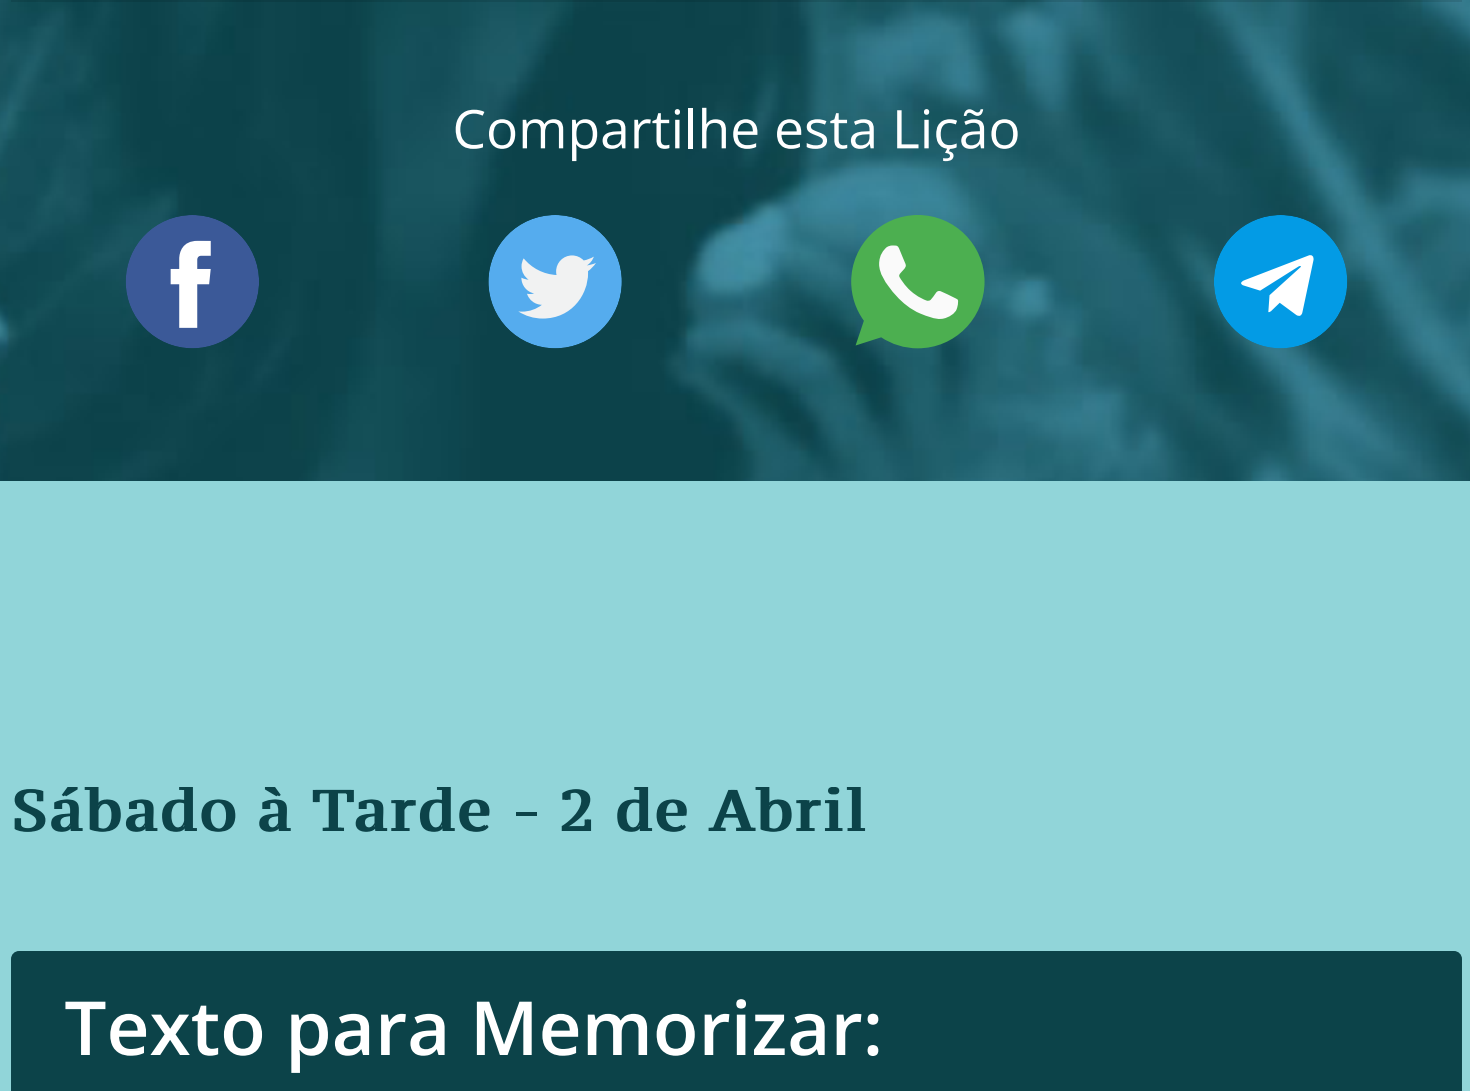 Compartilhe esta Lição
Sábado à Tarde - 2 de Abril
Texto para Memorizar: